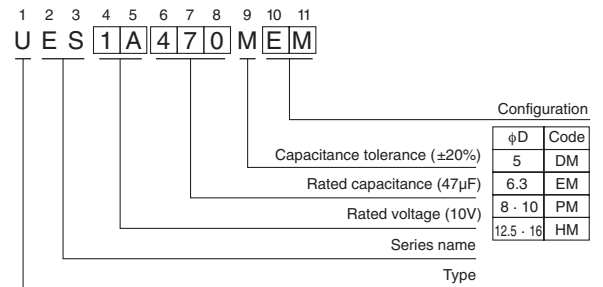 1 2 3 4 5 6 7 8 9 10 11
U E S 1 A 4 7 0 M E M
Configuration
φD Code
5 DM
6.3 EM
8 · 10 PM
12.5 · 16 HM
Capacitance tolerance (±20%)
Rated capacitance (47µF)
Rated voltage (10V)
Series name
Type